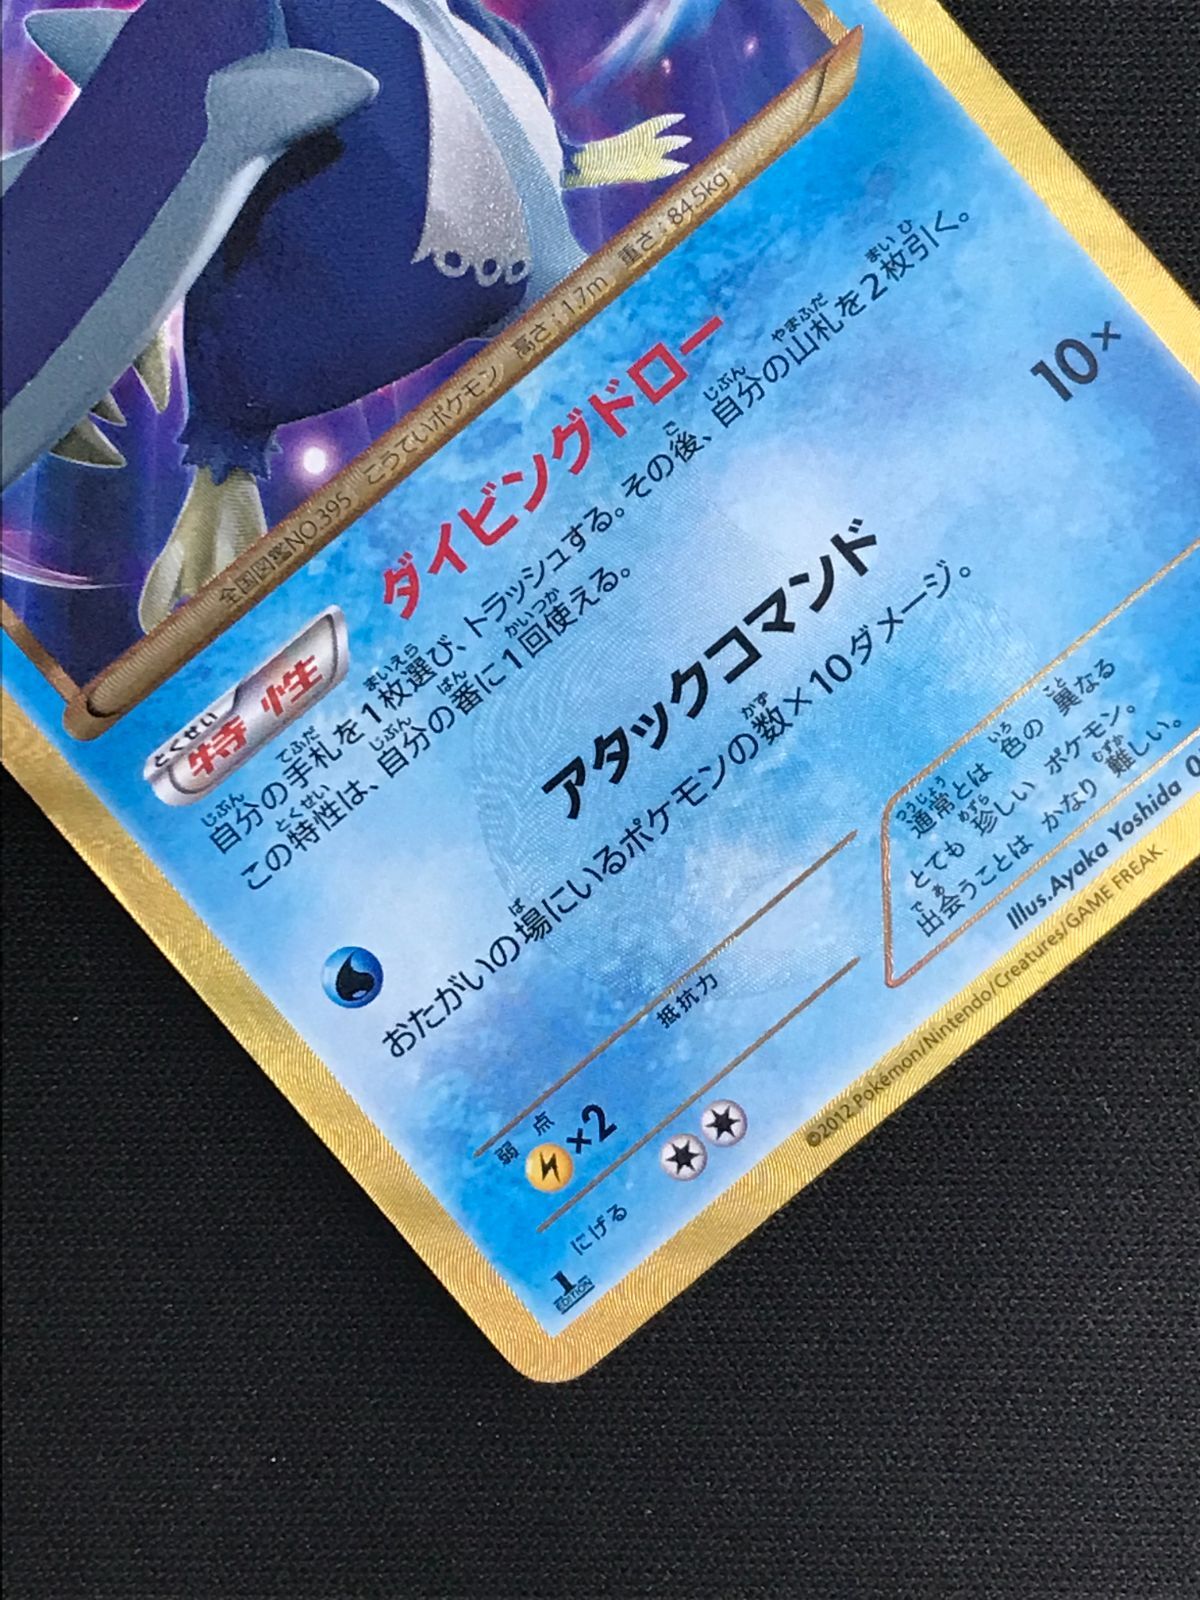 全国図鑑NO.395 こうていポケモン 高さ:1.7m 重さ:84.5kg
とくせい
特性
ダイビングドロー
自分の手札を1枚選び、トラッシュする。その後、自分の山札を2枚引く。
この特性は、自分の番に1回使える。
アタックコマンド 10×
おたがいの場にいるポケモンの数×10ダメージ。
弱点
×2
抵抗力
にげる
通常とは 色の 異なる
とても 珍しい ポケモン。
出会うことは かなり 難しい。
Illus.Ayaka Yoshida
©2012 Pokémon/Nintendo/Creatures/GAME FREAK.
1
EDITION